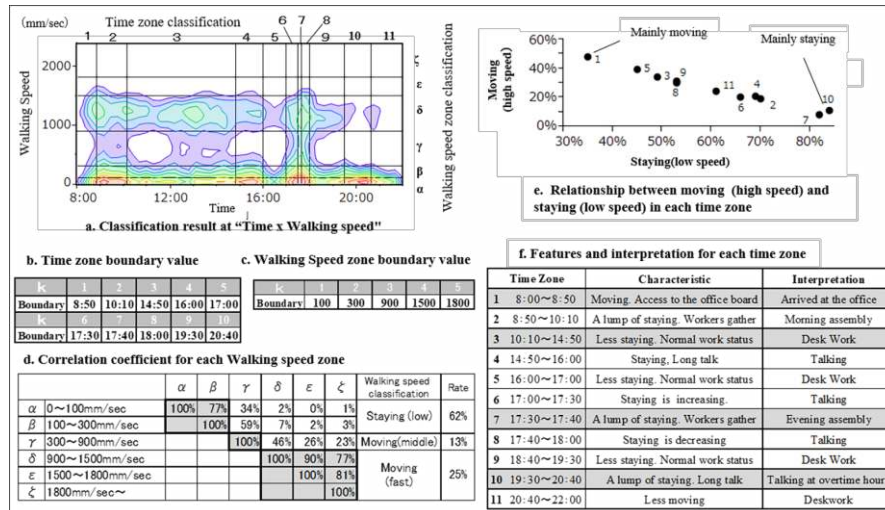 (mm/sec) Time zone classification
6 7 8
1 2 3 4 5 9 10 11
Walking Speed
2000
1000
0
ζ
ε
δ
γ
β
α
Walking speed zone classification
8:00 12:00 16:00 20:00
Time
a. Classification result at “Time x Walking speed”
Moving
(high speed)
60%
40%
20%
0%
Mainly moving
Mainly staying
1
5
3
9
8
11
6
4
2
7
10
30% 40% 50% 60% 70% 80%
Staying(low speed)
e. Relationship between moving (high speed) and
staying (low speed) in each time zone
b. Time zone boundary value
k 1 2 3 4 5
Boundary 8:50 10:10 14:50 16:00 17:00
k 6 7 8 9 10
Boundary 17:30 17:40 18:00 19:30 20:40
c. Walking Speed zone boundary value
k 1 2 3 4 5
Boundary 100 300 900 1500 1800
d. Correlation coefficient for each Walking speed zone
α β γ δ ε ζ Walking speed classification Rate
α 0～100mm/sec 100% 77% 34% 2% 0% 1% Staying (low) 62%
β 100～300mm/sec 100% 59% 7% 2% 3%
γ 300～900mm/sec 100% 46% 26% 23% Moving(middle) 13%
δ 900～1500mm/sec 100% 90% 77% Moving (fast) 25%
ε 1500～1800mm/sec 100% 81%
ζ 1800mm/sec～ 100%
f. Features and interpretation for each time zone
Time Zone Characteristic Interpretation
1 8:00～8:50 Moving. Access to the office board Arrived at the office
2 8:50～10:10 A lump of staying. Workers gather Morning assembly
3 10:10～14:50 Less staying. Normal work status Desk Work
4 14:50～16:00 Staying, Long talk Talking
5 16:00～17:00 Less staying. Normal work status Desk Work
6 17:00～17:30 Staying is increasing. Talking
7 17:30～17:40 A lump of staying. Workers gather Evening assembly
8 17:40～18:00 Staying is decreasing Talking
9 18:40～19:30 Less staying. Normal work status Desk Work
10 19:30～20:40 A lump of staying. Long talk Talking at overtime hour
11 20:40～22:00 Less moving Deskwork